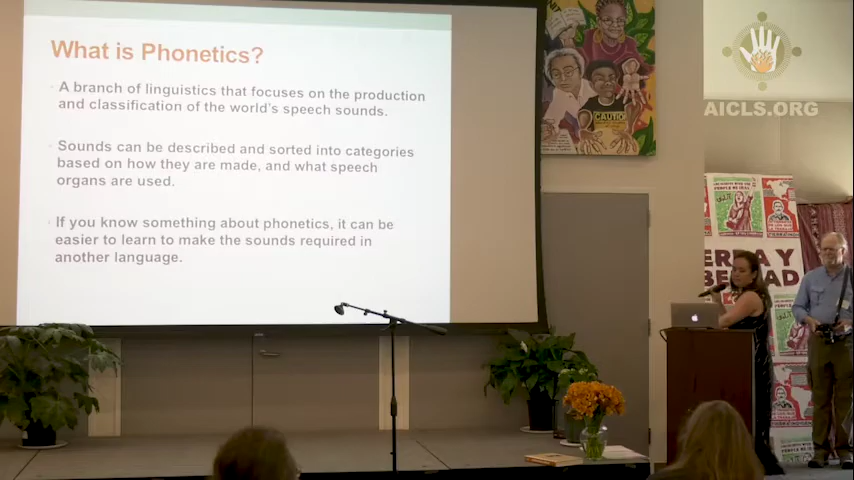 What is Phonetics?
A branch of linguistics that focuses on the production
and classification of the world's speech sounds.
Sounds can be described and sorted into categories
based on how they are made, and what speech
organs are used.
If you know something about phonetics, it can be
easier to learn to make the sounds required in
another language.
CAUTION
AICLS.ORG